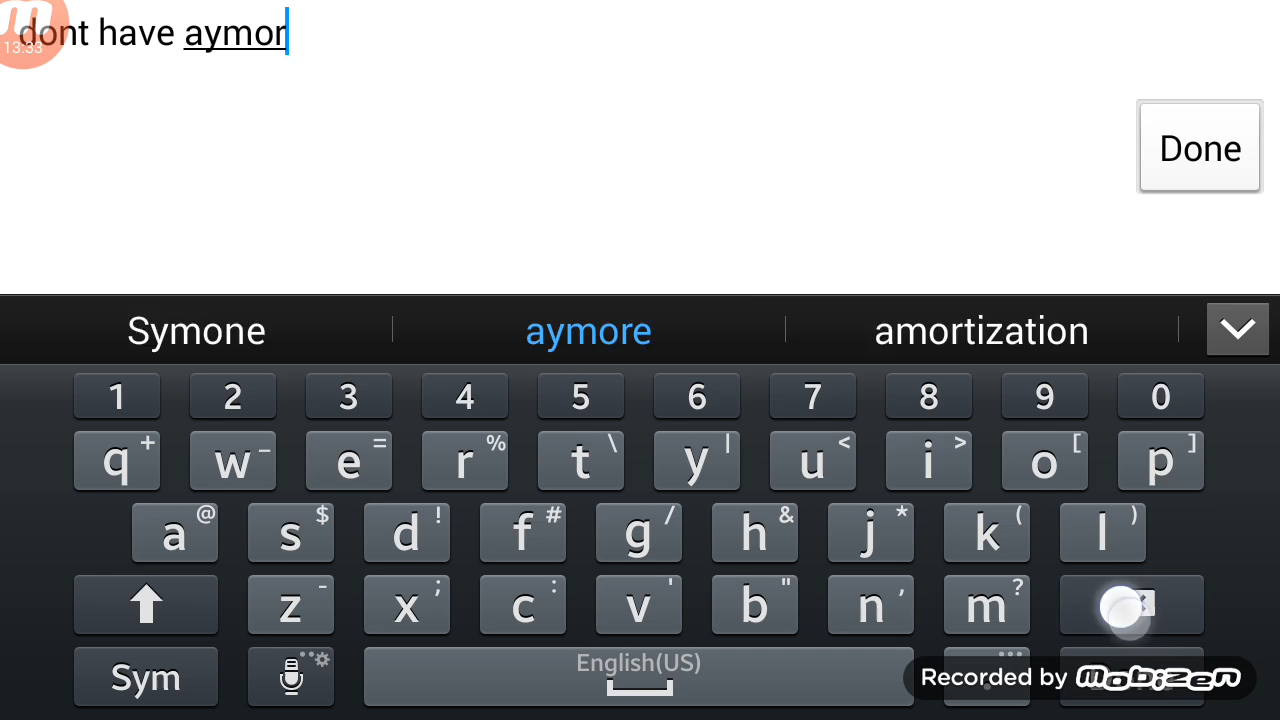 dont have aymor
13:33
Done
Symone aymore amortization
1 2 3 4 5 6 7 8 9 0
q + w - e = r % t \ y | u < i > o [ p ]
a @ s $ d ! f # g / h & j * k ( l )
z - x ; c : v ' b " n , m ?
Sym English(US) .
Recorded by mobizen